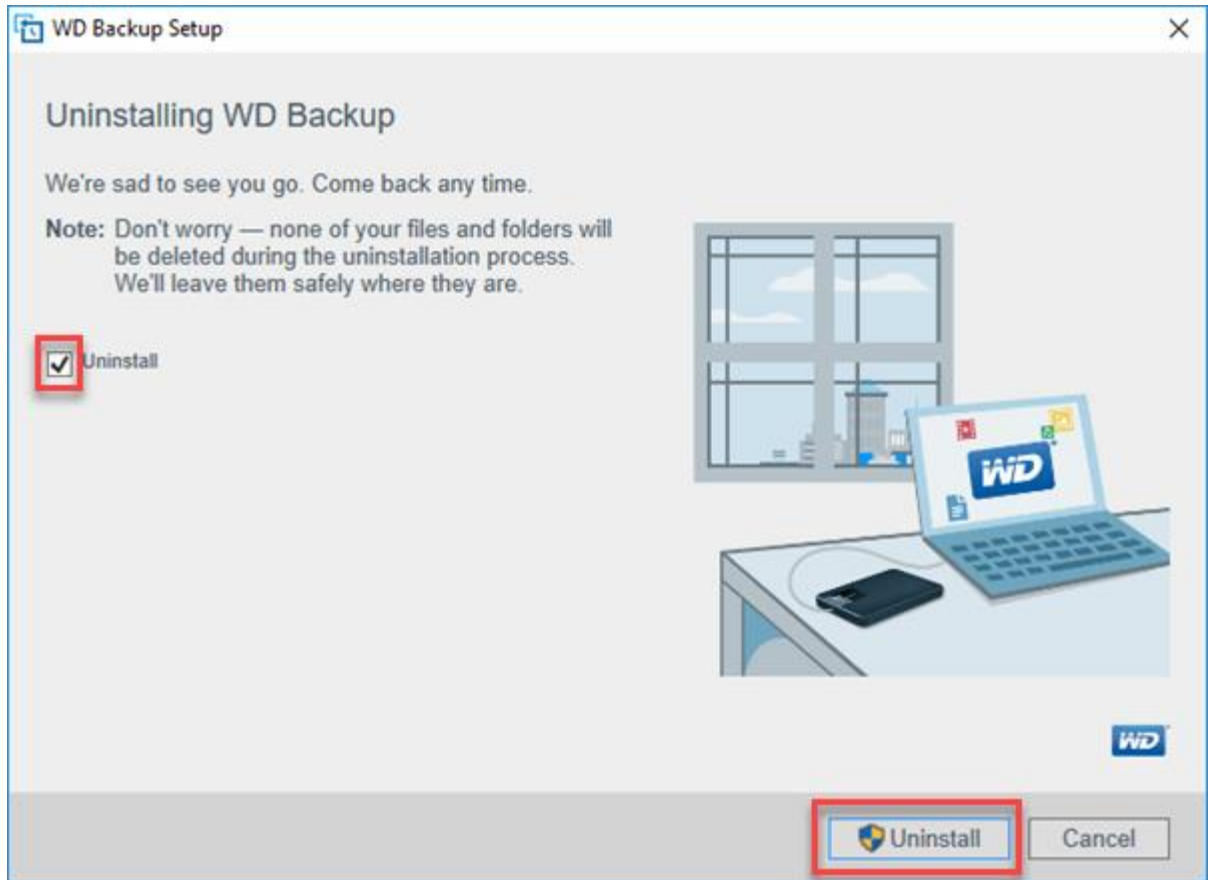 WD Backup Setup
Uninstalling WD Backup
We're sad to see you go. Come back any time.
Note: Don't worry — none of your files and folders will
be deleted during the uninstallation process.
We'll leave them safely where they are.
Uninstall
WD
WD
Uninstall
Cancel